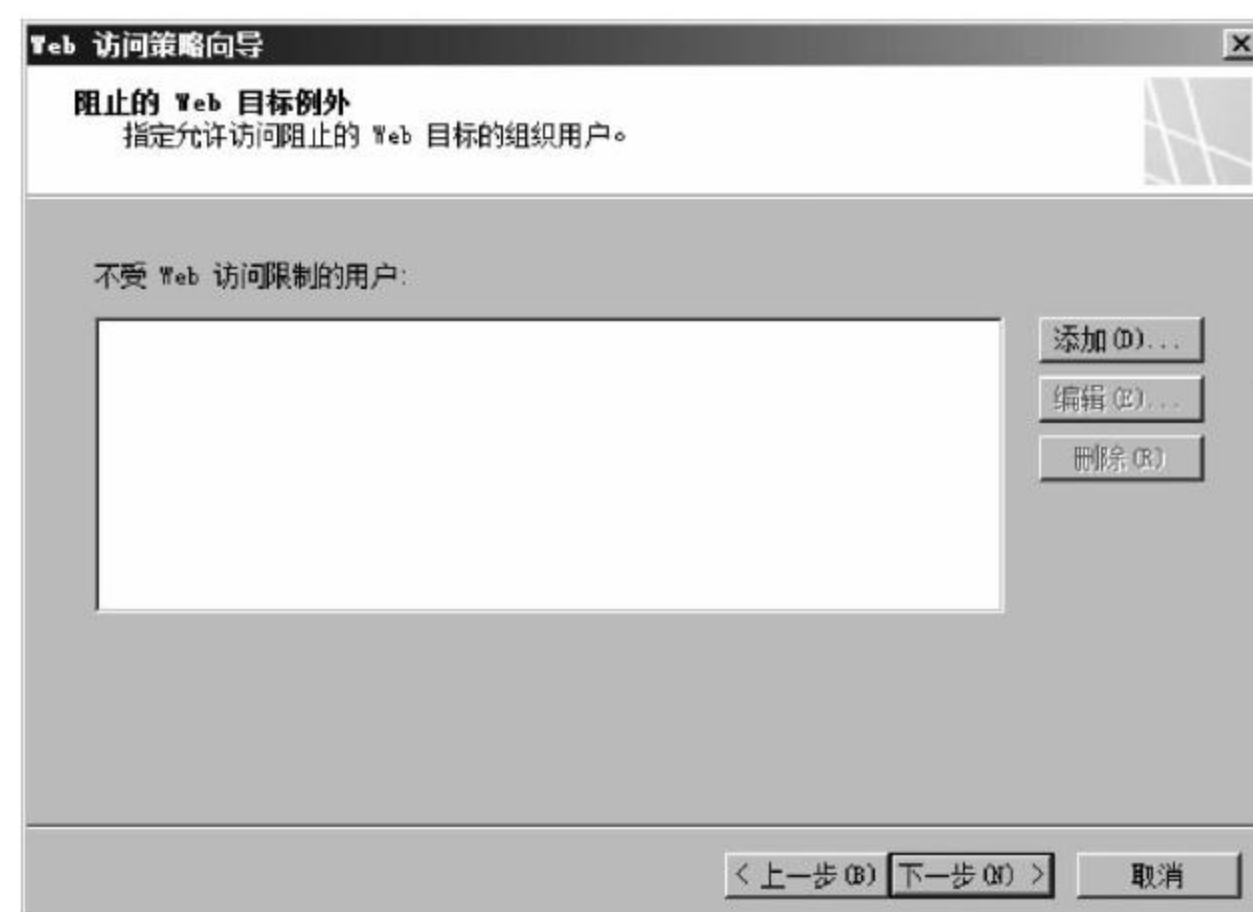 Web 访问策略向导
阻止的 Web 目标例外
指定允许访问阻止的 Web 目标的组织用户。
不受 Web 访问限制的用户:
添加(D)...
编辑(E)...
删除(R)
< 上一步(B) 下一步(N) > 取消